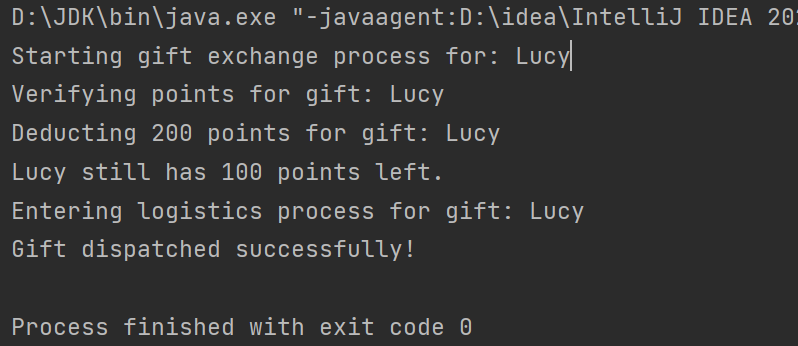 D:\JDK\bin\java.exe "-javaagent:D:\idea\IntelliJ IDEA
Starting gift exchange process for: Lucy
Verifying points for gift: Lucy
Deducting 200 points for gift: Lucy
Lucy still has 100 points left.
Entering logistics process for gift: Lucy
Gift dispatched successfully!
Process finished with exit code 0